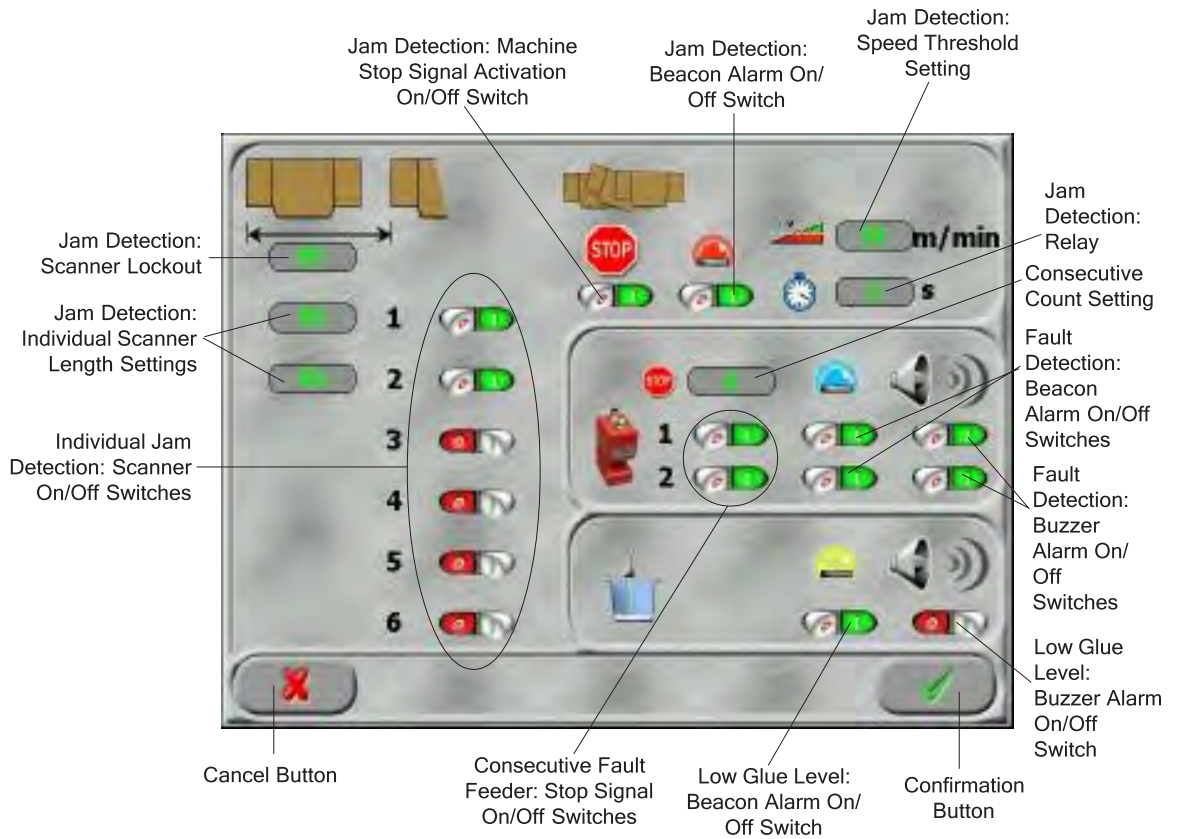 Jam Detection:
Speed Threshold
Setting
Jam Detection: Machine
Stop Signal Activation
On/Off Switch
Jam Detection:
Beacon Alarm On/
Off Switch
Jam
Detection:
Relay
Consecutive
Count Setting
Fault
Detection:
Beacon
Alarm On/Off
Switches
Fault
Detection:
Buzzer
Alarm On/
Off
Switches
Low Glue
Level:
Buzzer Alarm
On/Off
Switch
Jam Detection:
Scanner Lockout
Jam Detection:
Individual Scanner
Length Settings
Individual Jam
Detection: Scanner
On/Off Switches
STOP
m/min
s
1
2
3
4
5
6
STOP
1
2
Cancel Button
Consecutive Fault
Feeder: Stop Signal
On/Off Switches
Low Glue Level:
Beacon Alarm On/
Off Switch
Confirmation
Button